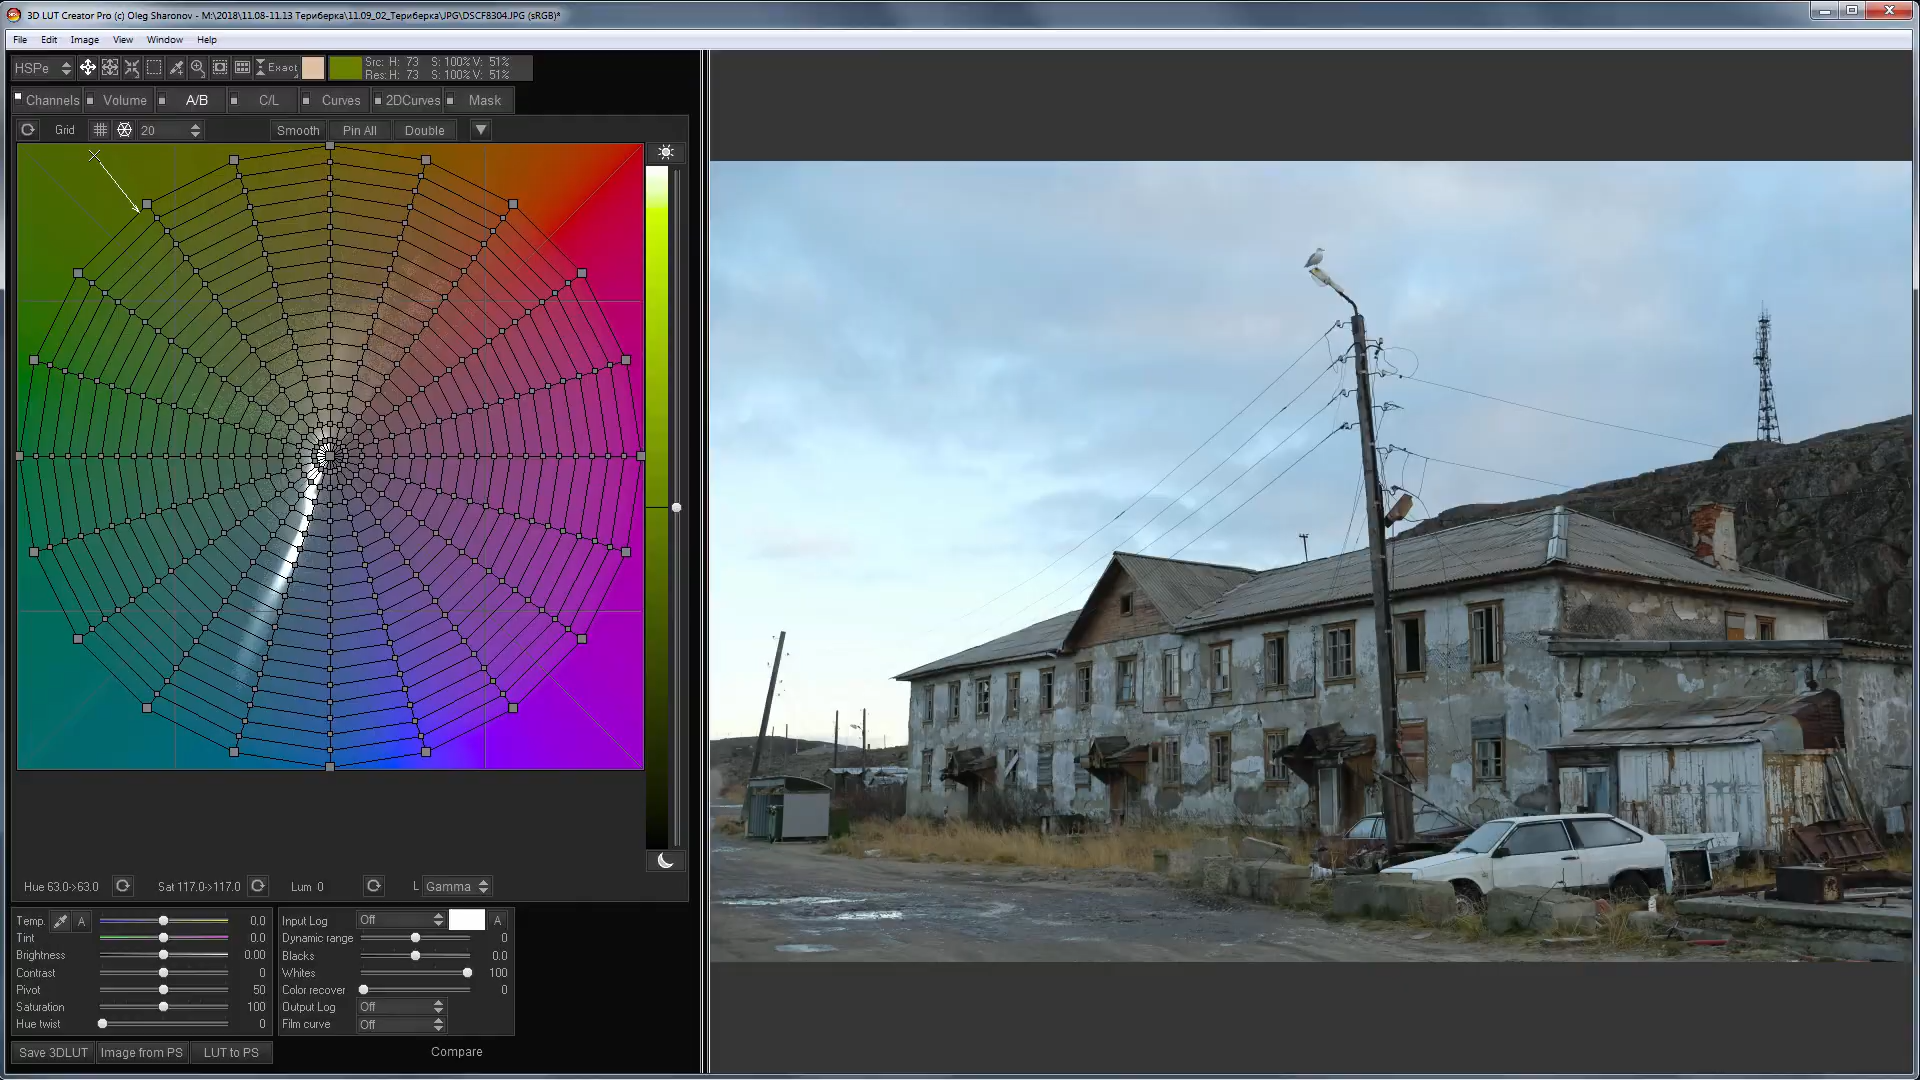 3D LUT Creator Pro (c) Oleg Sharonov - M:\2018\11.08-11.13 Териберка\11.09_02_Териберка\JPG\DSCF8304.JPG (sRGB)*
File Edit Image View Window Help
HSPe Exact Src: H: 73 S: 100% V: 51%
Res: H: 73 S: 100% V: 51%
Channels Volume A/B C/L Curves 2DCurves Mask
Grid 20 Smooth Pin All Double
Hue 63.0->63.0 Sat 117.0->117.0 Lum 0 L Gamma
Temp. A 0.0 Input Log Off A
Tint 0.0 Dynamic range 0
Brightness 0.00 Blacks 0.0
Contrast 0 Whites 100
Pivot 50 Color recover 0
Saturation 100 Output Log Off
Hue twist 0 Film curve Off
Save 3DLUT Image from PS LUT to PS Compare